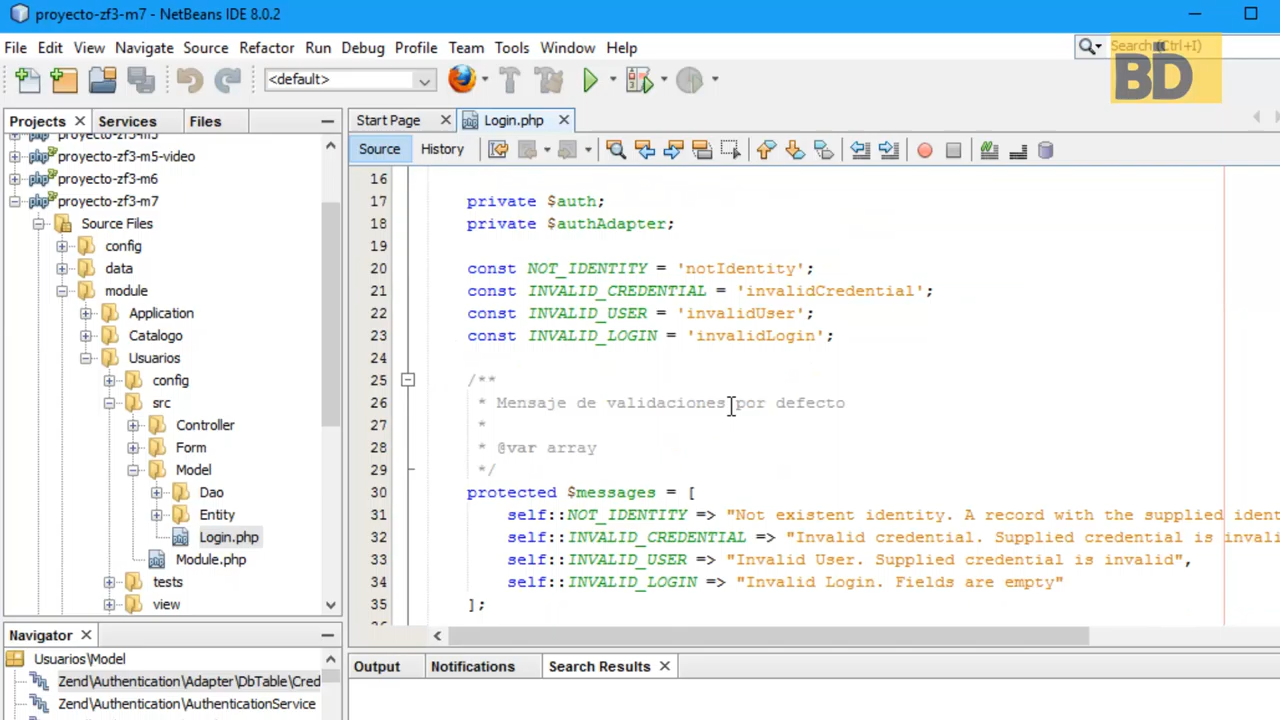 proyecto-zf3-m7 - NetBeans IDE 8.0.2
File Edit View Navigate Source Refactor Run Debug Profile Team Tools Window Help
Search (Ctrl+I)
BD
<default>
Projects Services Files
Start Page Login.php
Source History
proyecto-zf3-m5
proyecto-zf3-m5-video
proyecto-zf3-m6
proyecto-zf3-m7
Source Files
config
data
module
Application
Catalogo
Usuarios
config
src
Controller
Form
Model
Dao
Entity
Login.php
Module.php
tests
view
16
17 private $auth;
18 private $authAdapter;
19
20 const NOT_IDENTITY = 'notIdentity';
21 const INVALID_CREDENTIAL = 'invalidCredential';
22 const INVALID_USER = 'invalidUser';
23 const INVALID_LOGIN = 'invalidLogin';
24
25 /**
26 * Mensaje de validaciones por defecto
27 *
28 * @var array
29 */
30 protected $messages = [
31 self::NOT_IDENTITY => "Not existent identity. A record with the supplied ident
32 self::INVALID_CREDENTIAL => "Invalid credential. Supplied credential is invali
33 self::INVALID_USER => "Invalid User. Supplied credential is invalid",
34 self::INVALID_LOGIN => "Invalid Login. Fields are empty"
35 ];
Navigator
Usuarios\Model
Zend\Authentication\Adapter\DbTable\Cred
Zend\Authentication\AuthenticationService
Output Notifications Search Results